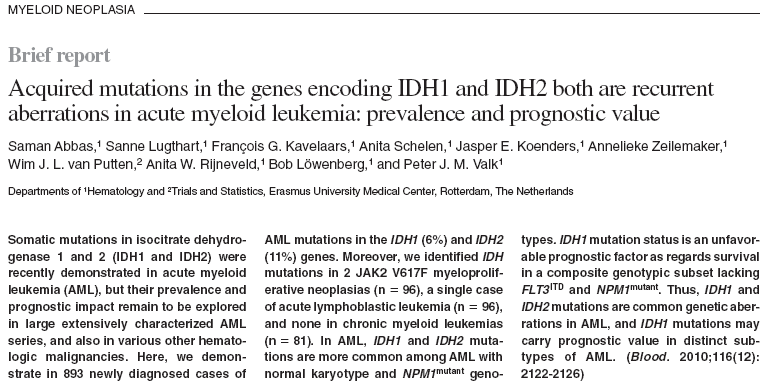 MYELOID NEOPLASIA
Brief report
Acquired mutations in the genes encoding IDH1 and IDH2 both are recurrent
aberrations in acute myeloid leukemia: prevalence and prognostic value
Saman Abbas,¹ Sanne Lugthart,¹ François G. Kavelaars,¹ Anita Schelen,¹ Jasper E. Koenders,¹ Annelieke Zeilemaker,¹
Wim J. L. van Putten,² Anita W. Rijneveld,¹ Bob Löwenberg,¹ and Peter J. M. Valk¹
Departments of ¹Hematology and ²Trials and Statistics, Erasmus University Medical Center, Rotterdam, The Netherlands
Somatic mutations in isocitrate dehydro-
genase 1 and 2 (IDH1 and IDH2) were
recently demonstrated in acute myeloid
leukemia (AML), but their prevalence and
prognostic impact remain to be explored
in large extensively characterized AML
series, and also in various other hemato-
logic malignancies. Here, we demon-
strate in 893 newly diagnosed cases of
AML mutations in the IDH1 (6%) and IDH2
(11%) genes. Moreover, we identified IDH
mutations in 2 JAK2 V617F myeloprolif-
erative neoplasias (n = 96), a single case
of acute lymphoblastic leukemia (n = 96),
and none in chronic myeloid leukemias
(n = 81). In AML, IDH1 and IDH2 muta-
tions are more common among AML with
normal karyotype and NPM1mutant geno-
types. IDH1 mutation status is an unfavor-
able prognostic factor as regards survival
in a composite genotypic subset lacking
FLT3ITD and NPM1mutant. Thus, IDH1 and
IDH2 mutations are common genetic aber-
rations in AML, and IDH1 mutations may
carry prognostic value in distinct sub-
types of AML. (Blood. 2010;116(12):
2122-2126)